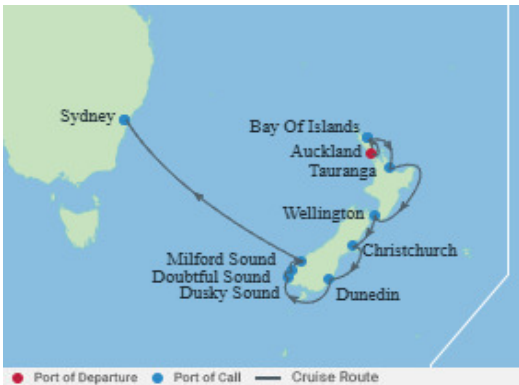 Sydney
Bay Of Islands
Auckland
Tauranga
Wellington
Christchurch
Milford Sound
Doubtful Sound
Dusky Sound
Dunedin
Port of Departure Port of Call Cruise Route